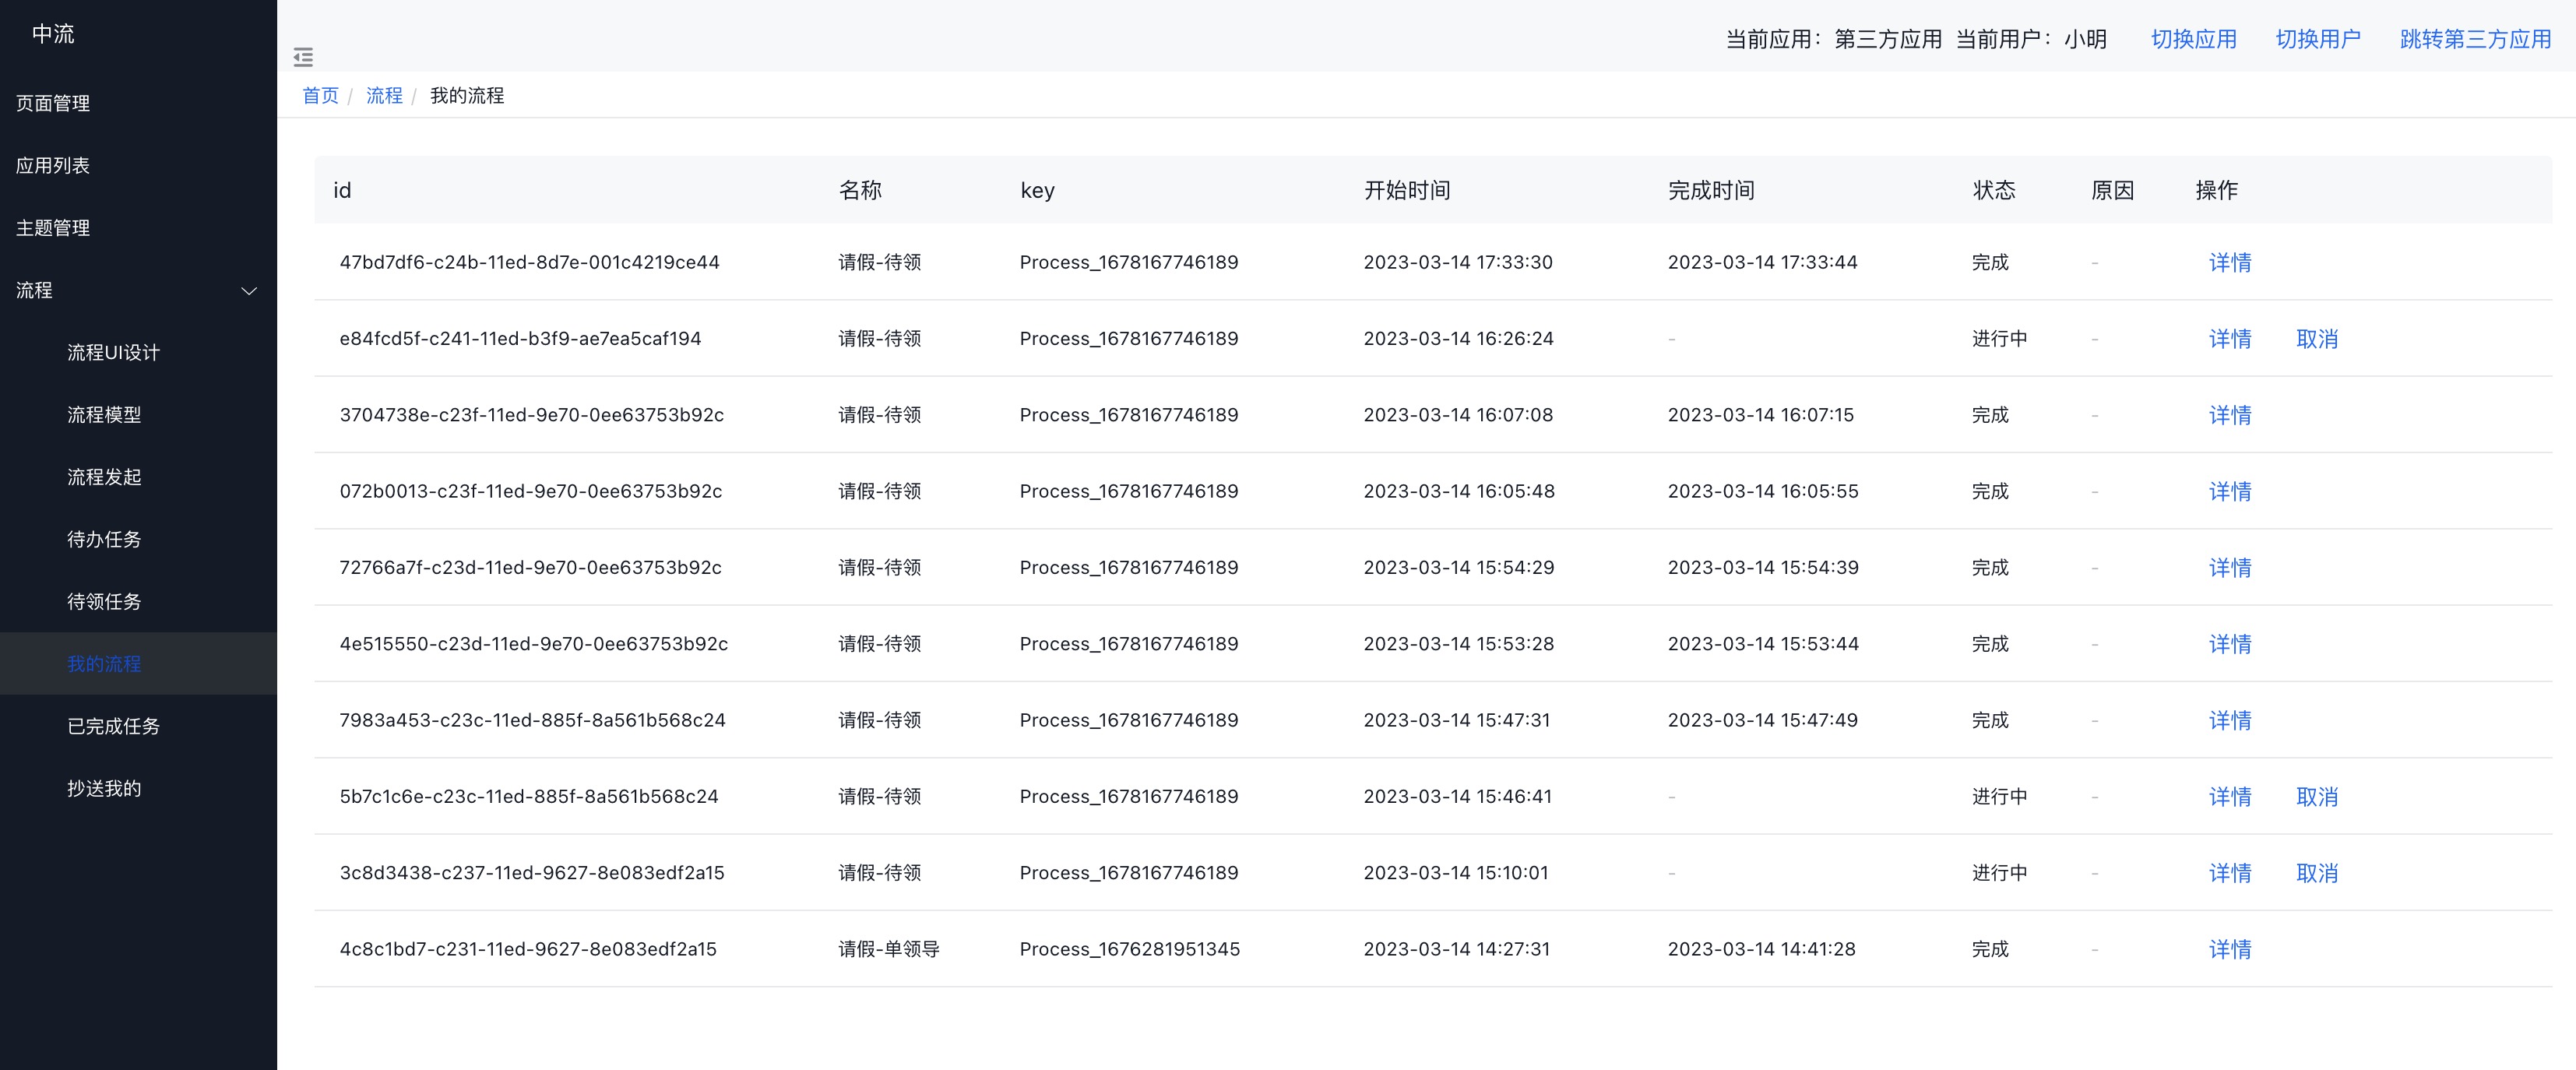 中流
当前应用：第三方应用 当前用户：小明 切换应用 切换用户 跳转第三方应用
首页 / 流程 / 我的流程
页面管理
应用列表
主题管理
流程
流程UI设计
流程模型
流程发起
待办任务
待领任务
我的流程
已完成任务
抄送我的
id 名称 key 开始时间 完成时间 状态 原因 操作
47bd7df6-c24b-11ed-8d7e-001c4219ce44 请假-待领 Process_1678167746189 2023-03-14 17:33:30 2023-03-14 17:33:44 完成 - 详情
e84fcd5f-c241-11ed-b3f9-ae7ea5caf194 请假-待领 Process_1678167746189 2023-03-14 16:26:24 - 进行中 - 详情 取消
3704738e-c23f-11ed-9e70-0ee63753b92c 请假-待领 Process_1678167746189 2023-03-14 16:07:08 2023-03-14 16:07:15 完成 - 详情
072b0013-c23f-11ed-9e70-0ee63753b92c 请假-待领 Process_1678167746189 2023-03-14 16:05:48 2023-03-14 16:05:55 完成 - 详情
72766a7f-c23d-11ed-9e70-0ee63753b92c 请假-待领 Process_1678167746189 2023-03-14 15:54:29 2023-03-14 15:54:39 完成 - 详情
4e515550-c23d-11ed-9e70-0ee63753b92c 请假-待领 Process_1678167746189 2023-03-14 15:53:28 2023-03-14 15:53:44 完成 - 详情
7983a453-c23c-11ed-885f-8a561b568c24 请假-待领 Process_1678167746189 2023-03-14 15:47:31 2023-03-14 15:47:49 完成 - 详情
5b7c1c6e-c23c-11ed-885f-8a561b568c24 请假-待领 Process_1678167746189 2023-03-14 15:46:41 - 进行中 - 详情 取消
3c8d3438-c237-11ed-9627-8e083edf2a15 请假-待领 Process_1678167746189 2023-03-14 15:10:01 - 进行中 - 详情 取消
4c8c1bd7-c231-11ed-9627-8e083edf2a15 请假-单领导 Process_1676281951345 2023-03-14 14:27:31 2023-03-14 14:41:28 完成 - 详情